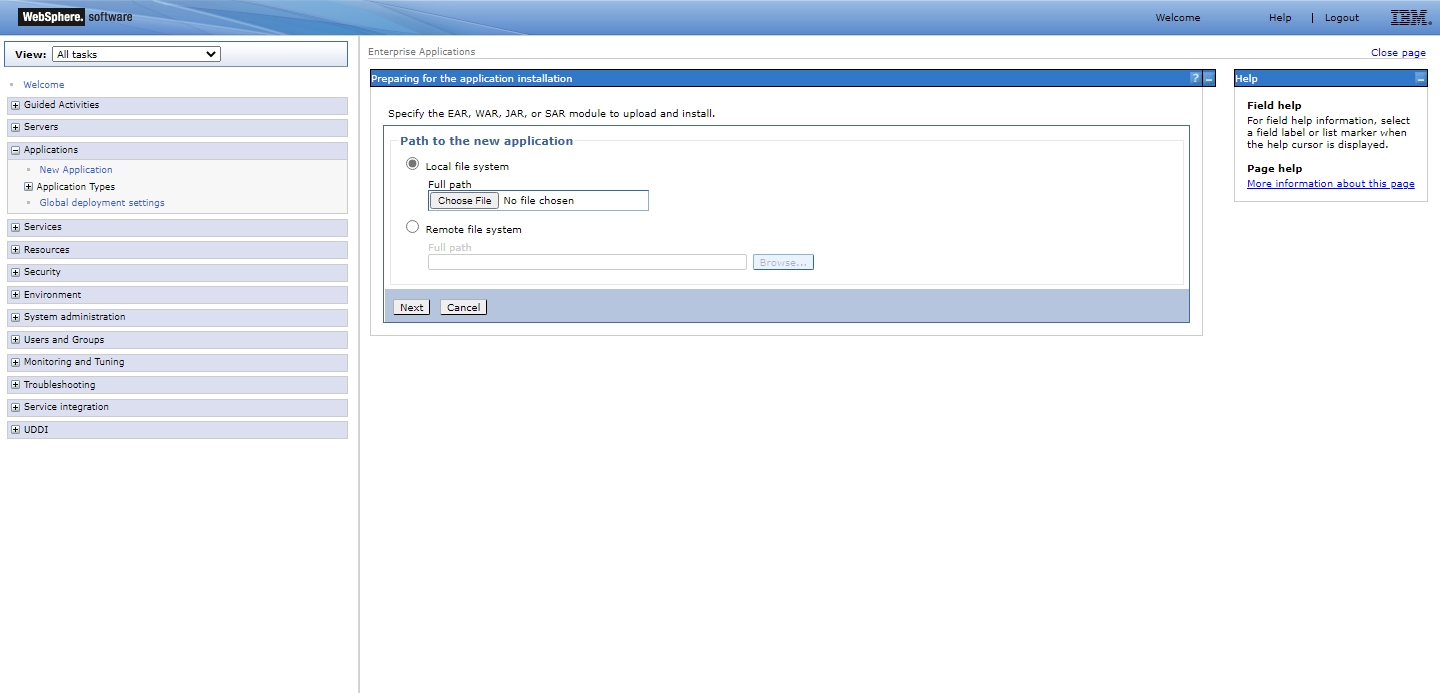 WebSphere. software
Welcome Help | Logout IBM.
View: All tasks
Welcome
Guided Activities
Servers
Applications
New Application
Application Types
Global deployment settings
Services
Resources
Security
Environment
System administration
Users and Groups
Monitoring and Tuning
Troubleshooting
Service integration
UDDI
Enterprise Applications
Close page
Preparing for the application installation ?
Specify the EAR, WAR, JAR, or SAR module to upload and install.
Path to the new application
Local file system
Full path
Choose File No file chosen
Remote file system
Full path
Browse...
Next Cancel
Help
Field help
For field help information, select
a field label or list marker when
the help cursor is displayed.
Page help
More information about this page